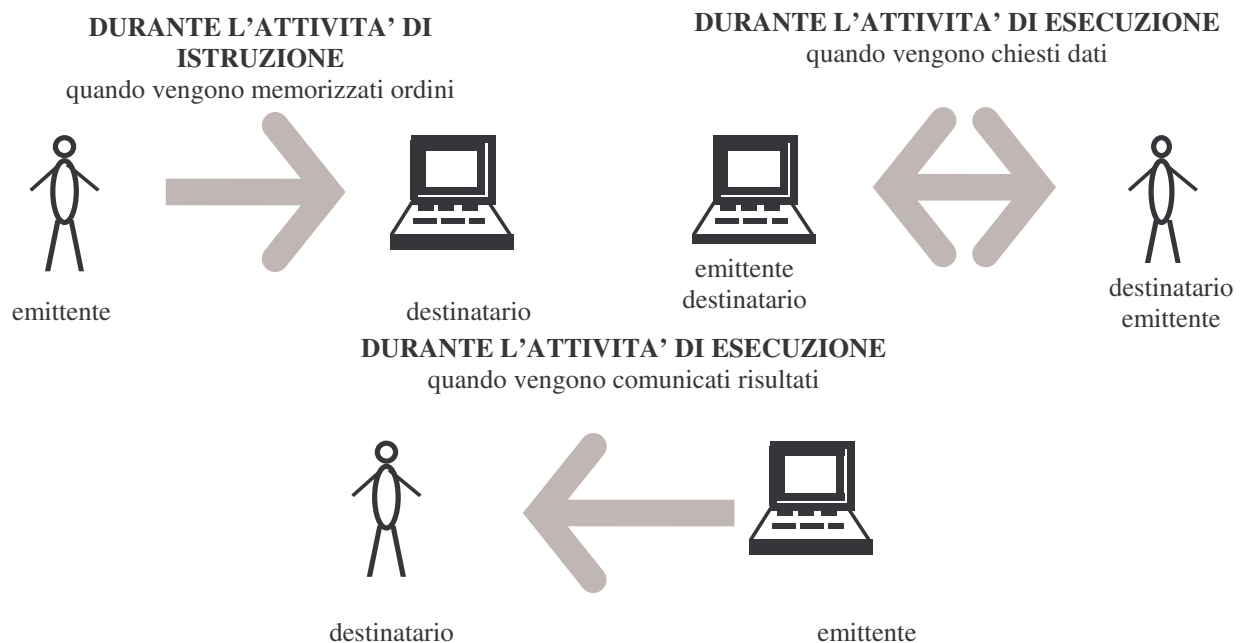 DURANTE L’ATTIVITA’ DI
ISTRUZIONE
quando vengono memorizzati ordini
emittente
destinatario
DURANTE L’ATTIVITA’ DI ESECUZIONE
quando vengono chiesti dati
emittente
destinatario
destinatario
emittente
DURANTE L’ATTIVITA’ DI ESECUZIONE
quando vengono comunicati risultati
destinatario
emittente